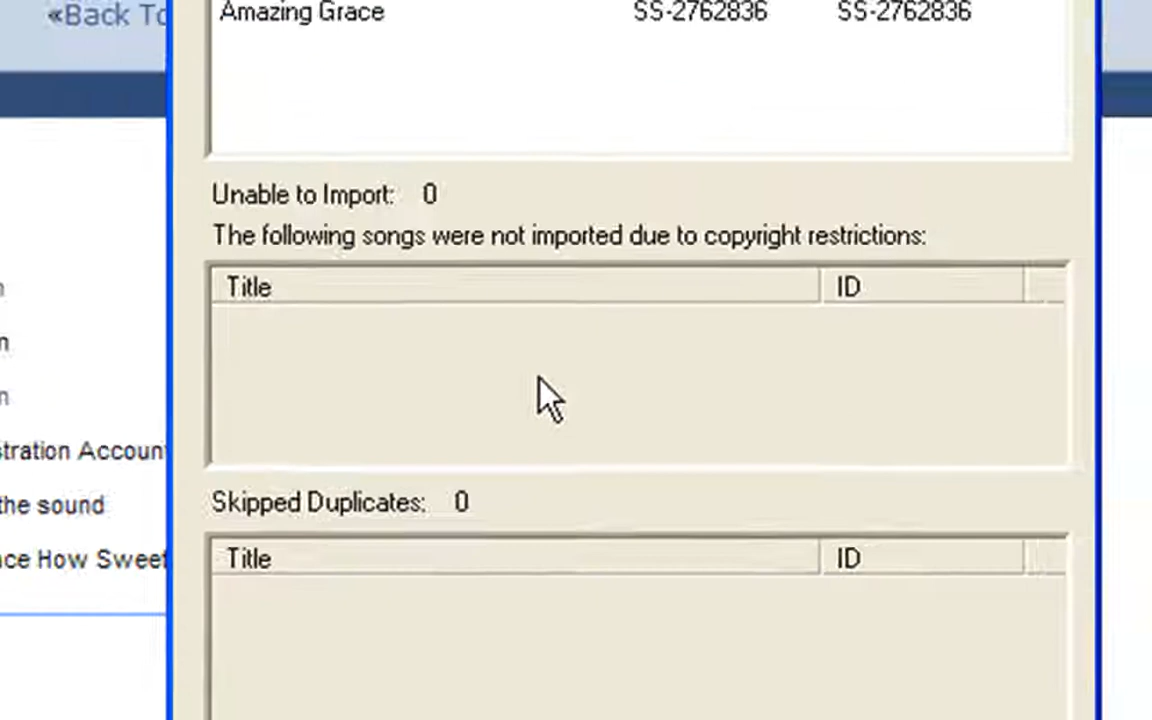 «Back To
Amazing Grace SS-2762836 SS-2762836
Unable to Import: 0
The following songs were not imported due to copyright restrictions:
Title ID
n
n
n
stration Account
the sound
Skipped Duplicates: 0
ce How Sweet
Title ID